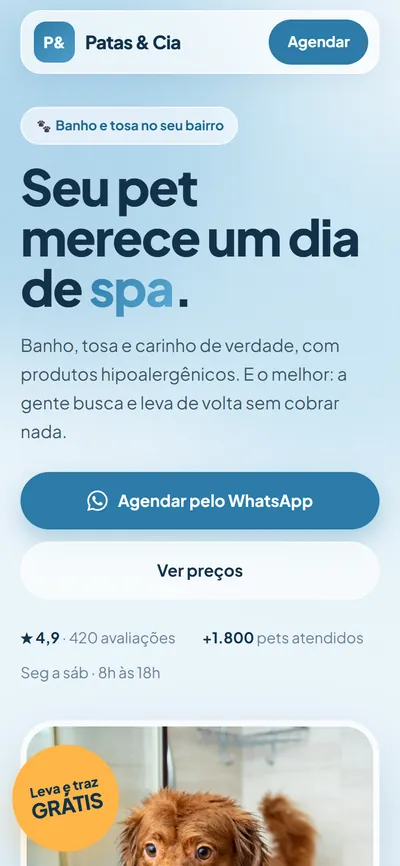 P& Patas & Cia Agendar
🐾 Banho e tosa no seu bairro
Seu pet
merece um dia
de spa.
Banho, tosa e carinho de verdade, com
produtos hipoalergênicos. E o melhor: a
gente busca e leva de volta sem cobrar
nada.
Agendar pelo WhatsApp
Ver preços
★ 4,9 · 420 avaliações +1.800 pets atendidos
Seg a sáb · 8h às 18h
Leva e traz
GRÁTIS